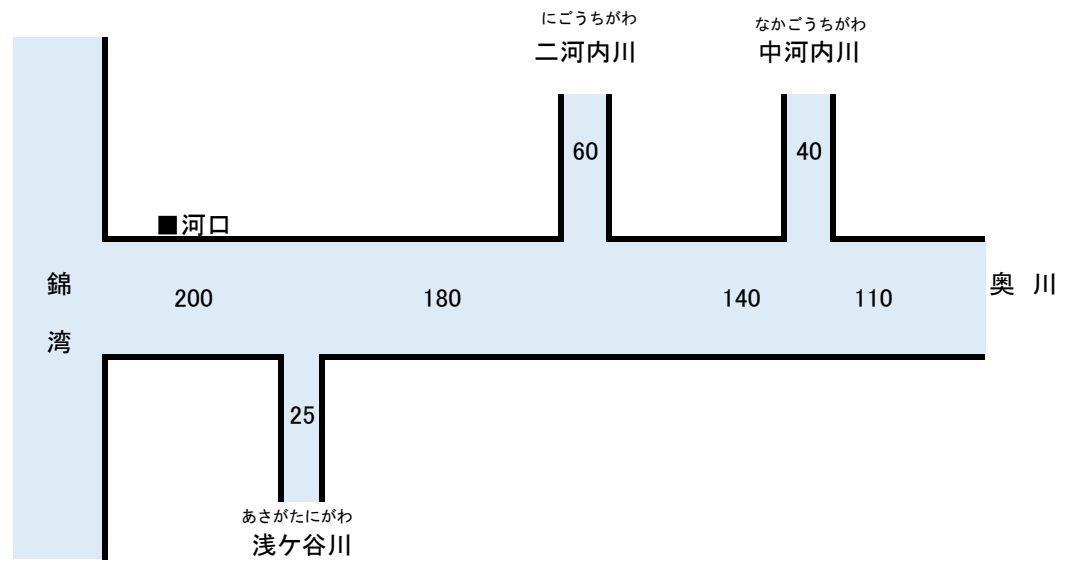 にごうちがわ
二河内川
なかごうちがわ
中河内川
60
40
■河口
錦湾
200
180
140
110
奥川
25
あさがたにがわ
浅ケ谷川